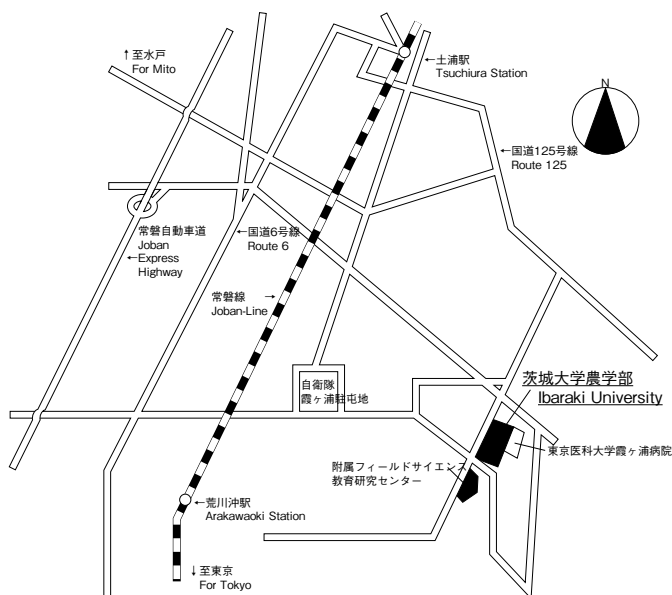 ↑至水戸
For Mito
←土浦駅
Tsuchiura Station
N
←国道125号線
Route 125
常磐自動車道
Joban
Express
←Highway
←国道6号線
Route 6
常磐線 →
Joban-Line
自衛隊
霞ヶ浦駐屯地
茨城大学農学部
Ibaraki University
東京医科大学霞ヶ浦病院
附属フィールドサイエンス
教育研究センター
←荒川沖駅
Arakawaoki Station
↓至東京
For Tokyo